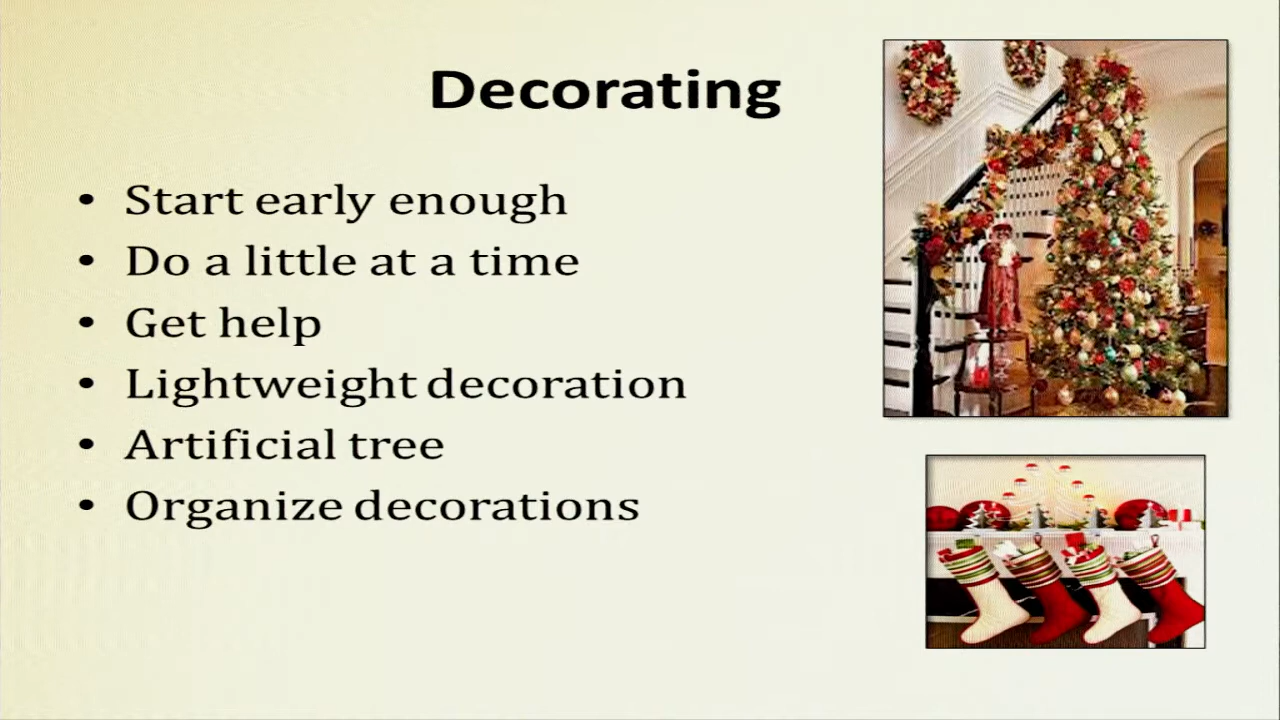 Decorating
• Start early enough
• Do a little at a time
• Get help
• Lightweight decoration
• Artificial tree
• Organize decorations